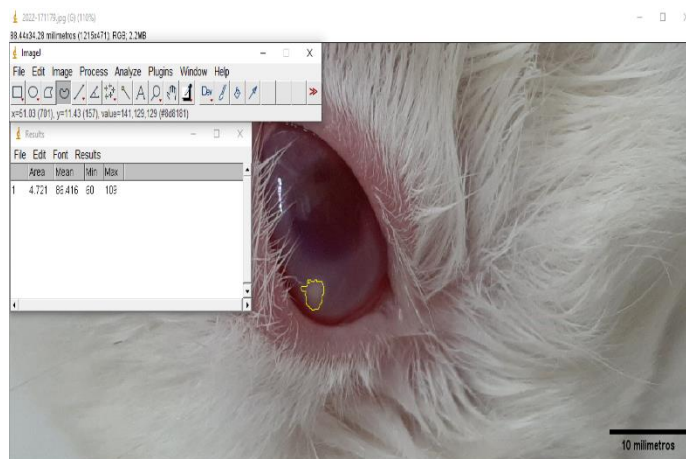 2022-171179.jpg (G) (110%)
88.44x34.28 milimetros (1215x471); RGB; 2.2MB
ImageJ
File Edit Image Process Analyze Plugins Window Help
Dev
x=51.03 (701), y=11.43 (157), value=141,129,129 (#8d8181)
Results
File Edit Font Results
Area Mean Min Max
1 4.721 86.416 60 109
10 milimetros